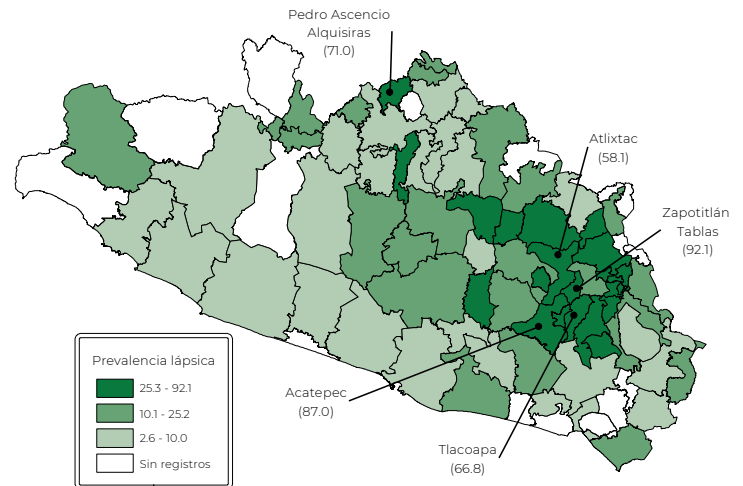 Pedro Ascencio
Alquisiras
(71.0)
Atlixtac
(58.1)
Zapotitlán
Tablas
(92.1)
Prevalencia lápsica
25.3 - 92.1
10.1 - 25.2
2.6 - 10.0
Sin registros
Acatepec
(87.0)
Tlacoapa
(66.8)